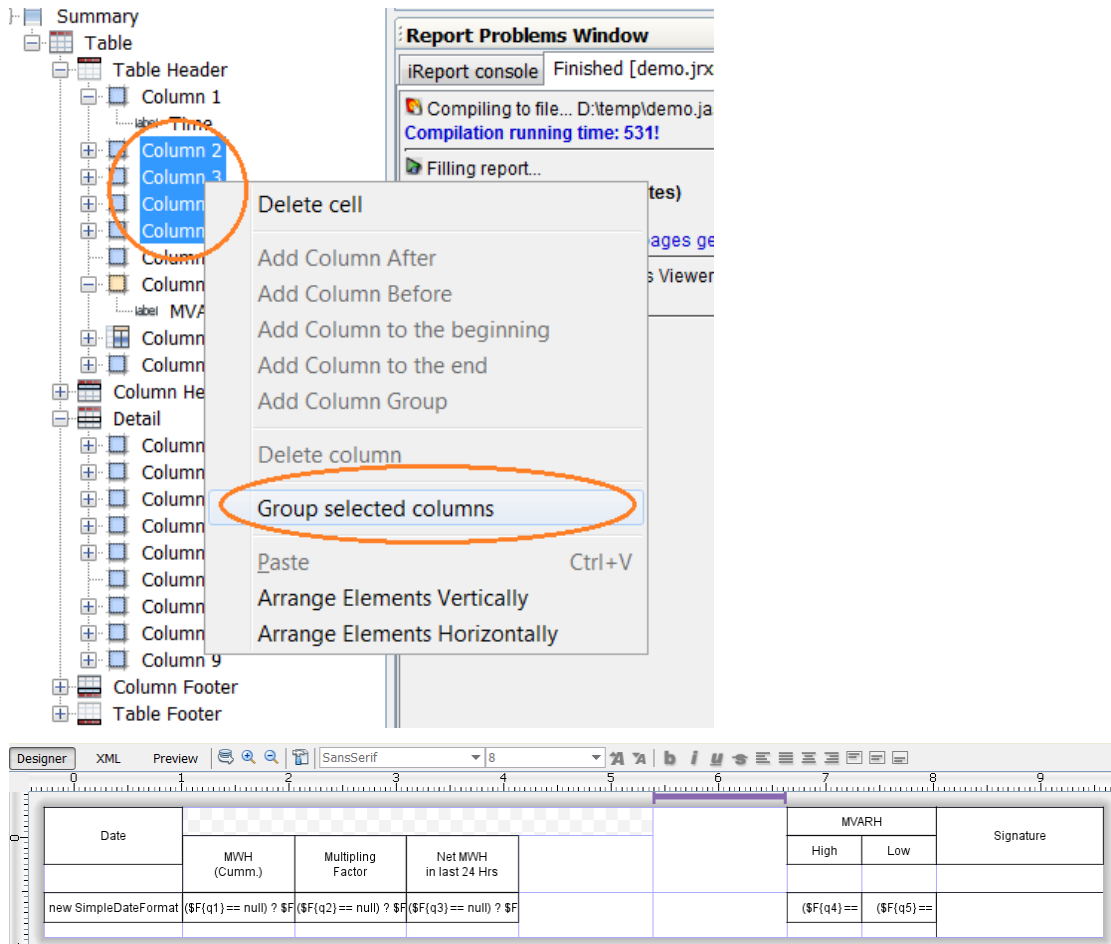 Summary
Table
Table Header
Column 1
label Time
Column 2
Column 3
Column
Column
Column
Column
label MVA
Column
Column
Column He
Detail
Column
Column
Column
Column
Column
Column
Column
Column
Column 9
Column Footer
Table Footer
Report Problems Window
iReport console Finished [demo.jrx
Compiling to file... D:\temp\demo.ja
Compilation running time: 531!
Filling report...
tes)
ages ge
s Viewer
Delete cell
Add Column After
Add Column Before
Add Column to the beginning
Add Column to the end
Add Column Group
Delete column
Group selected columns
Paste Ctrl+V
Arrange Elements Vertically
Arrange Elements Horizontally
Designer XML Preview SansSerif 8 A A b i u s
0 1 2 3 4 5 6 7 8 9
Date MVARH Signature
High Low
MWH Multipling Net MWH
(Cumm.) Factor in last 24 Hrs
new SimpleDateFormat ($F{q1}== null) ? $F ($F{q2}== null) ? $F ($F{q3}== null) ? $F ($F{q4}== ($F{q5}==
0